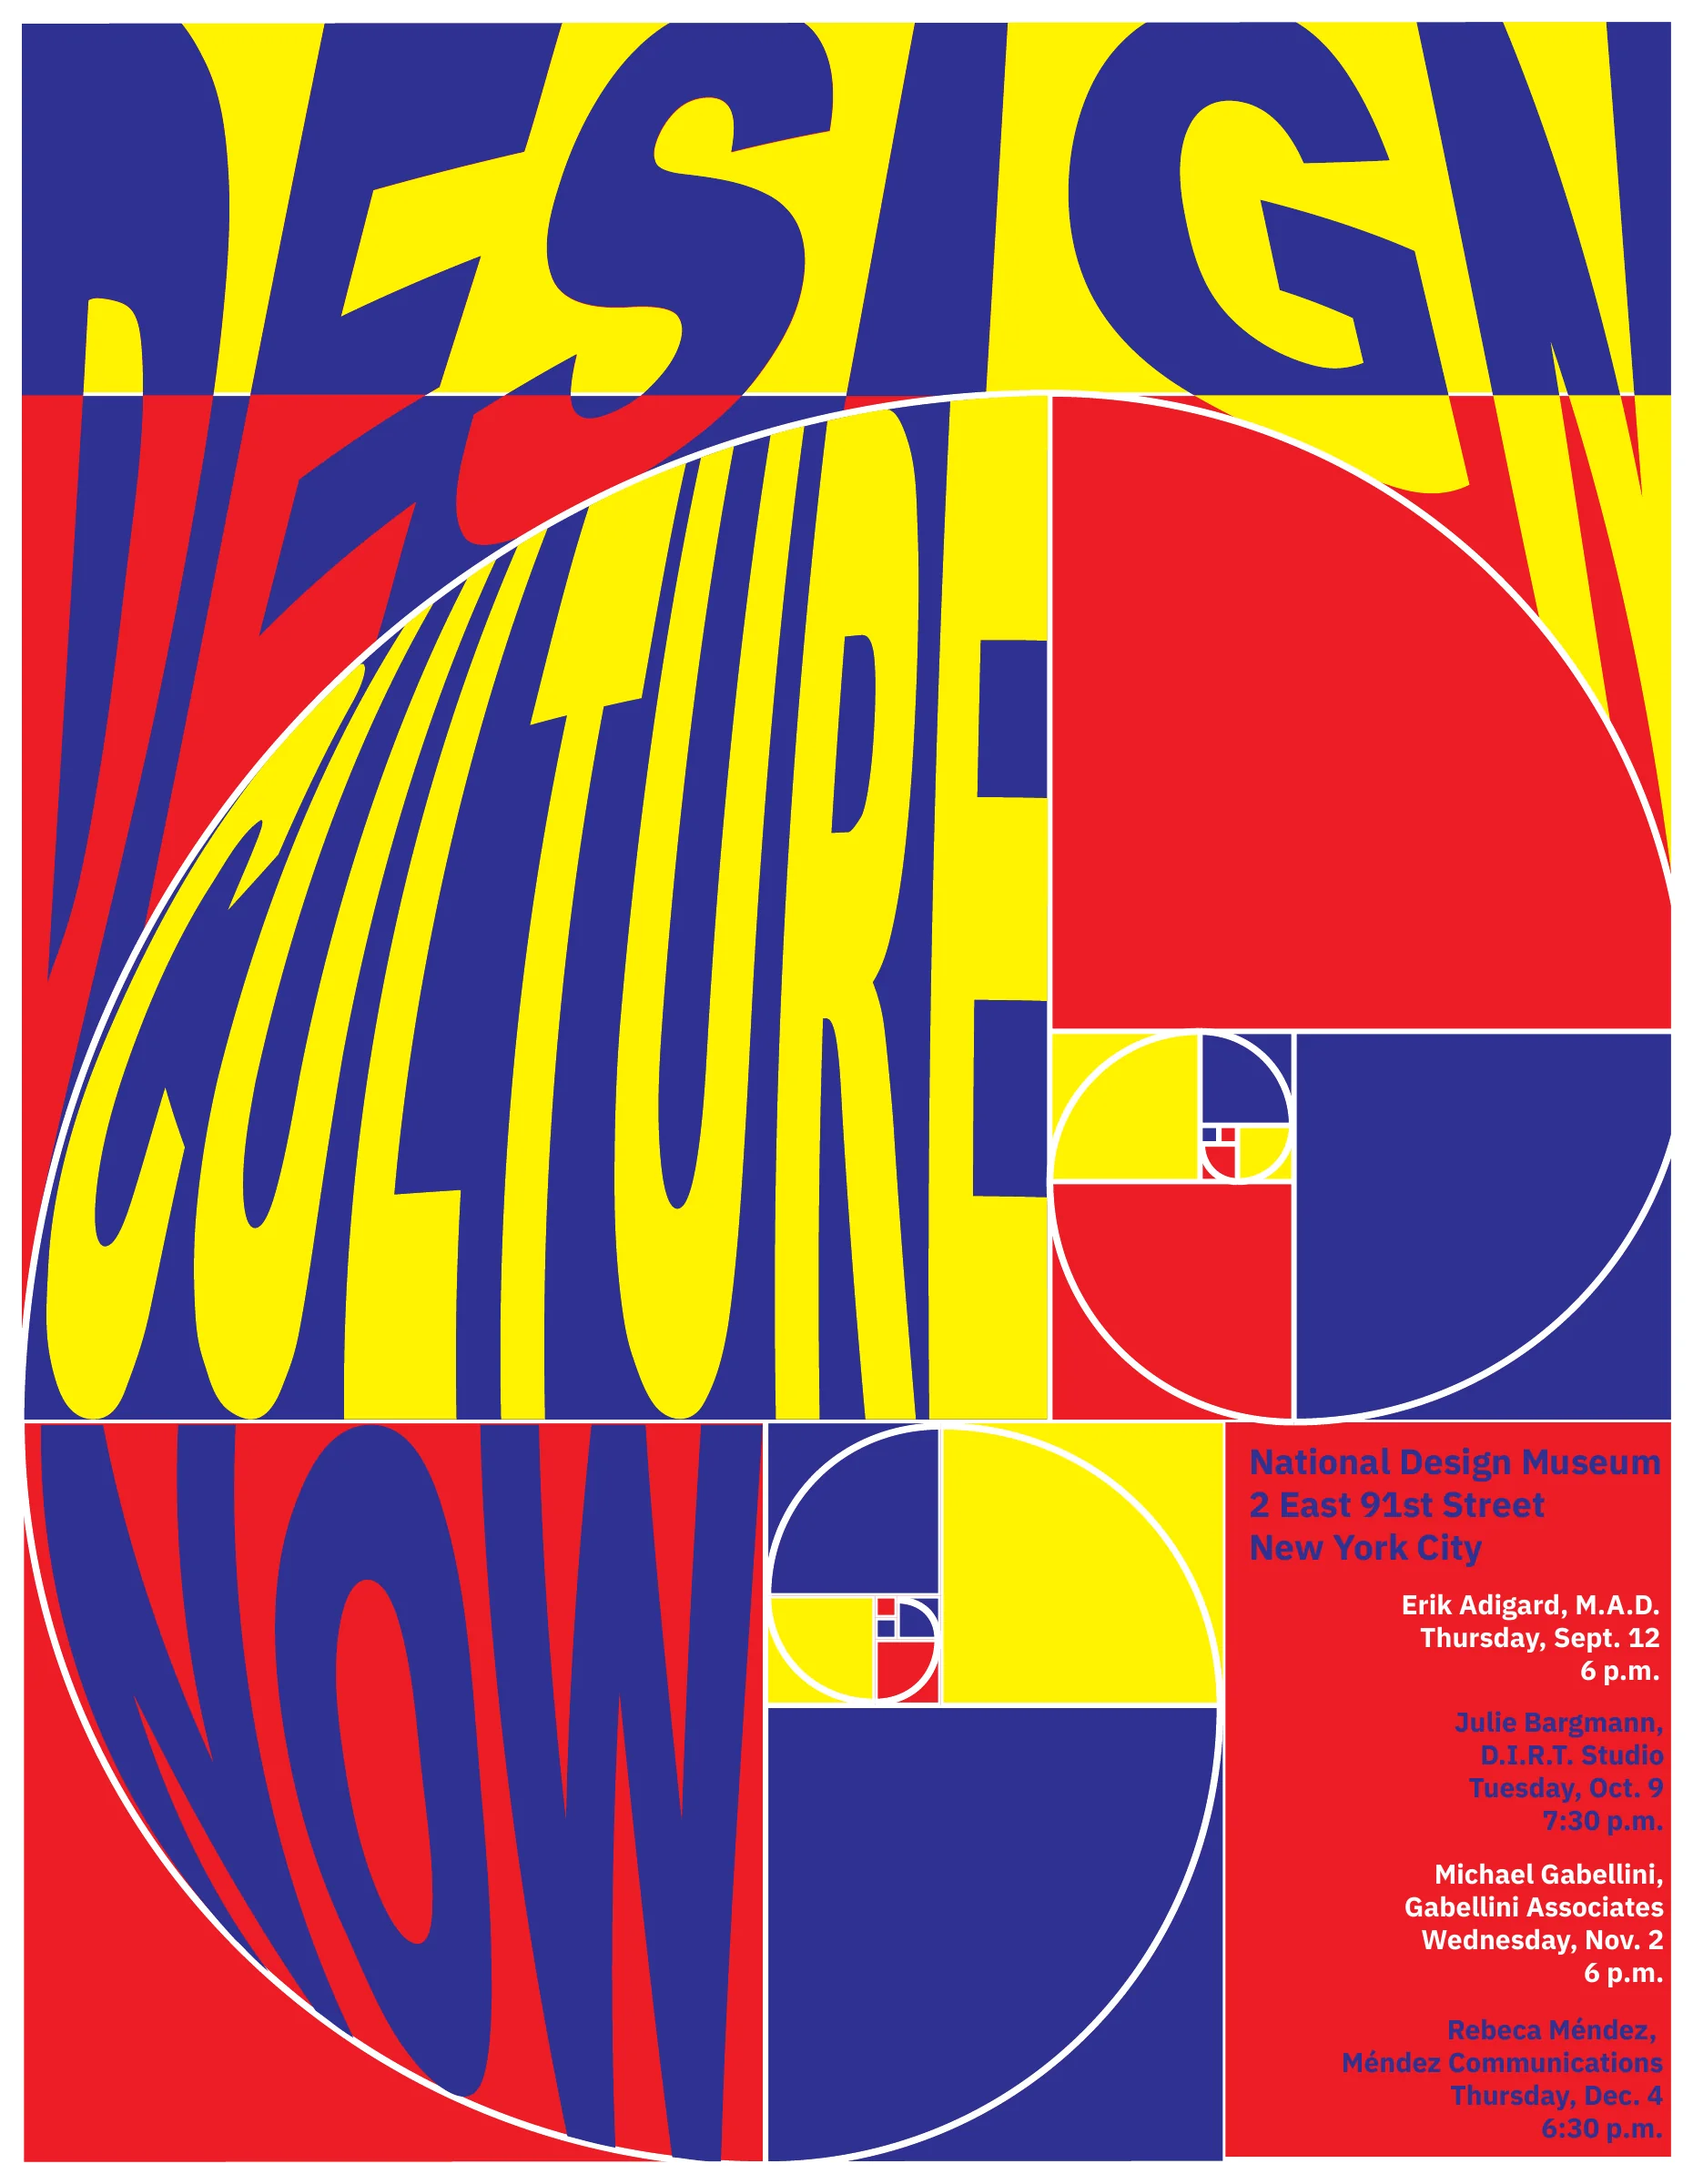 DESIGN
CULTURE
NOW
National Design Museum
2 East 91st Street
New York City
Erik Adigard, M.A.D.
Thursday, Sept. 12
6 p.m.
Julie Bargmann,
D.I.R.T. Studio
Tuesday, Oct. 9
7:30 p.m.
Michael Gabellini,
Gabellini Associates
Wednesday, Nov. 2
6 p.m.
Rebeca Méndez,
Méndez Communications
Thursday, Dec. 4
6:30 p.m.